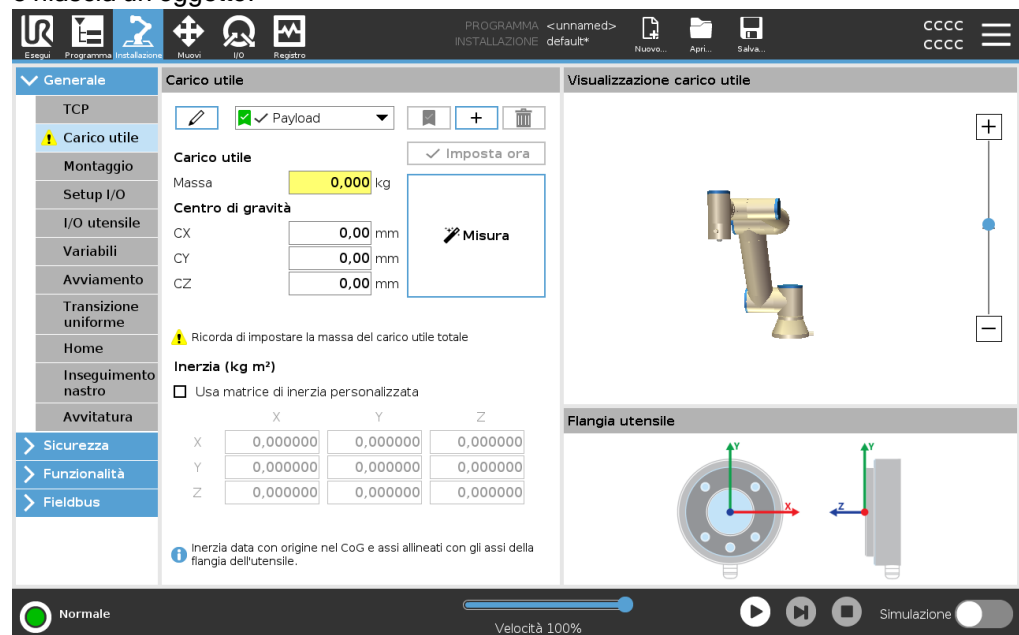 e rilascia un oggetto.
PROGRAMMA <unnamed>
INSTALLAZIONE default*
UR
Esegui Programma Installazione Muovi I/O Registro Nuovo... Apri... Salva...
CCCC
CCCC
Generale
TCP
Carico utile
Montaggio
Setup I/O
I/O utensile
Variabili
Avviamento
Transizione
uniforme
Home
Inseguimento
nastro
Avvitatura
Sicurezza
Funzionalità
Fieldbus
Carico utile
Payload
Carico utile
Imposta ora
Massa 0,000 kg
Centro di gravità
CX 0,00 mm
CY 0,00 mm
CZ 0,00 mm
Misura
Ricorda di impostare la massa del carico utile totale
Inerzia (kg m²)
Usa matrice di inerzia personalizzata
X Y Z
X 0,000000 0,000000 0,000000
Y 0,000000 0,000000 0,000000
Z 0,000000 0,000000 0,000000
Inerzia data con origine nel CoG e assi allineati con gli assi della
flangia dell'utensile.
Visualizzazione carico utile
Flangia utensile
Y Y
X Z
Normale
Velocità 100%
Simulazione